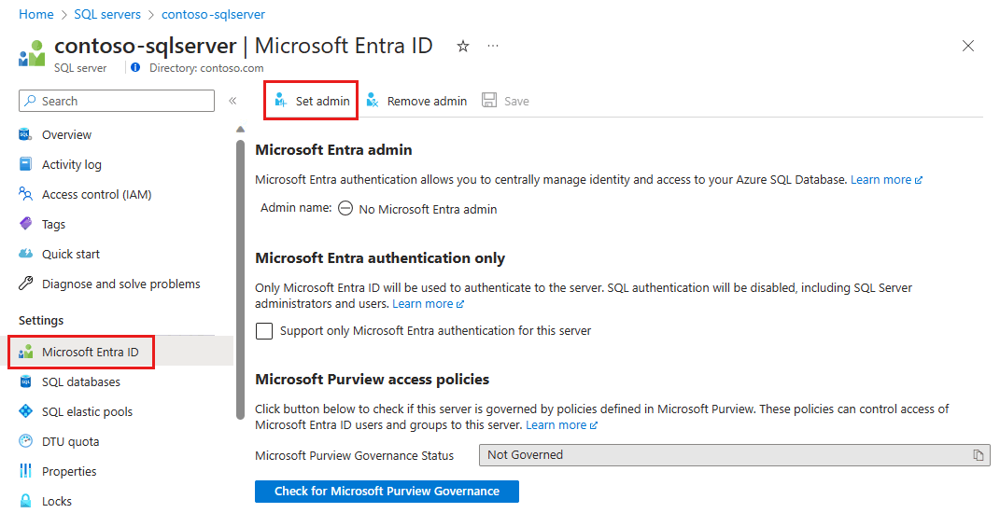 Home > SQL servers > contoso-sqlserver
contoso-sqlserver | Microsoft Entra ID ☆ ...
SQL server
Directory: contoso.com
Search
«
Overview
Activity log
Access control (IAM)
Tags
Quick start
Diagnose and solve problems
Settings
Microsoft Entra ID
SQL databases
SQL elastic pools
DTU quota
Properties
Locks
Set admin
Remove admin
Save
Microsoft Entra admin
Microsoft Entra authentication allows you to centrally manage identity and access to your Azure SQL Database. Learn more
Admin name: No Microsoft Entra admin
Microsoft Entra authentication only
Only Microsoft Entra ID will be used to authenticate to the server. SQL authentication will be disabled, including SQL Server
administrators and users. Learn more
Support only Microsoft Entra authentication for this server
Microsoft Purview access policies
Click button below to check if this server is governed by policies defined in Microsoft Purview. These policies can control access of
Microsoft Entra ID users and groups to this server. Learn more
Microsoft Purview Governance Status
Not Governed
Check for Microsoft Purview Governance